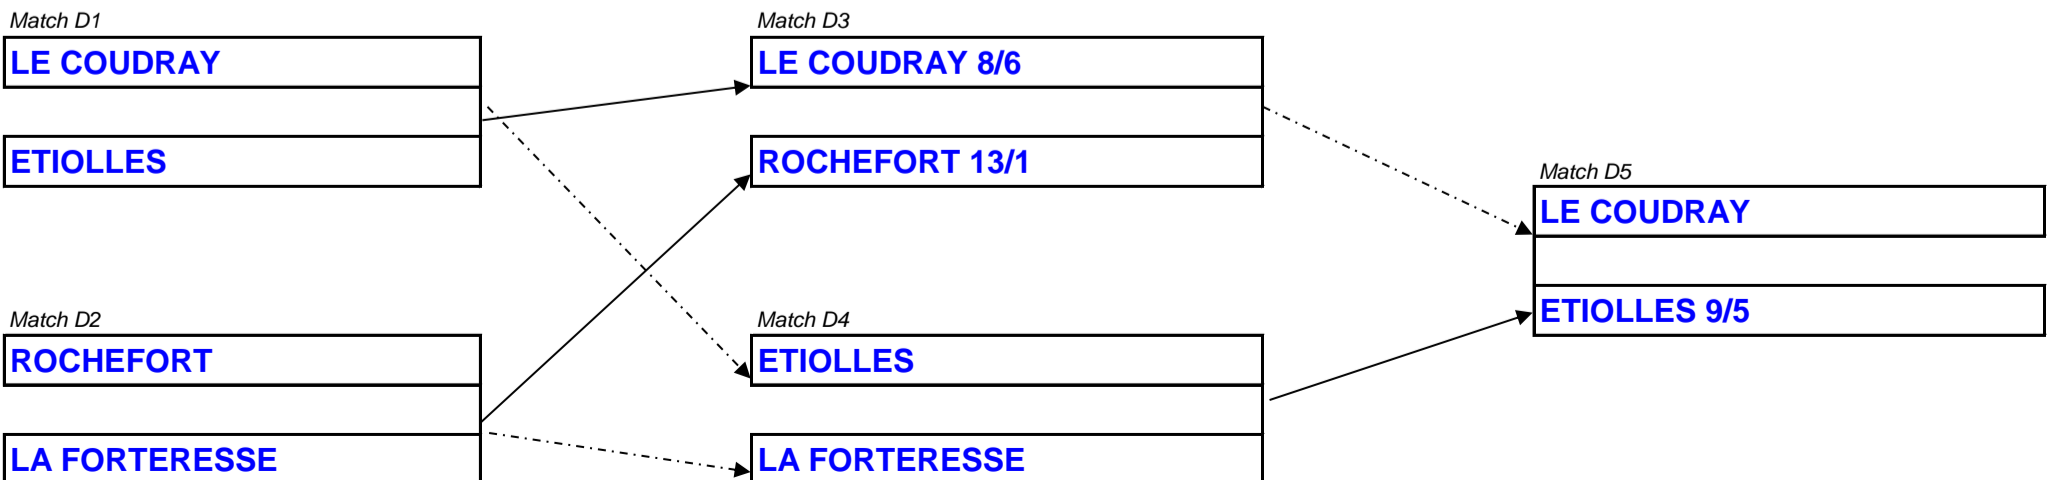 Match D1
LE COUDRAY
ETIOLLES
Match D2
ROCHEFORT
LA FORTERESSE
Match D3
LE COUDRAY 8/6
ROCHEFORT 13/1
Match D4
ETIOLLES
LA FORTERESSE
Match D5
LE COUDRAY
ETIOLLES 9/5